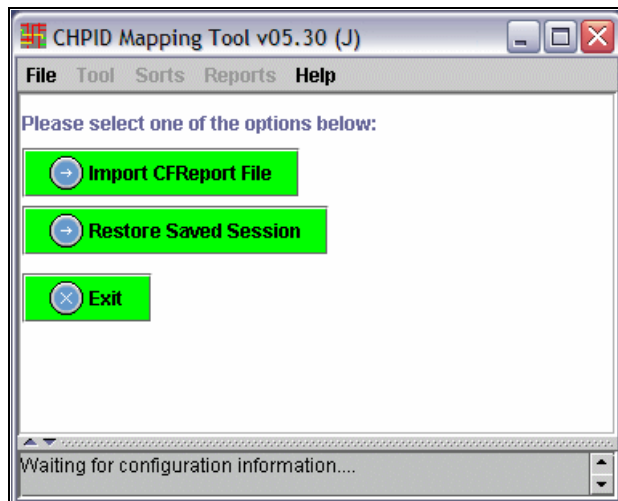 CHPID Mapping Tool v05.30 (J)
File Tool Sorts Reports Help
Please select one of the options below:
Import CFReport File
Restore Saved Session
Exit
Waiting for configuration information....